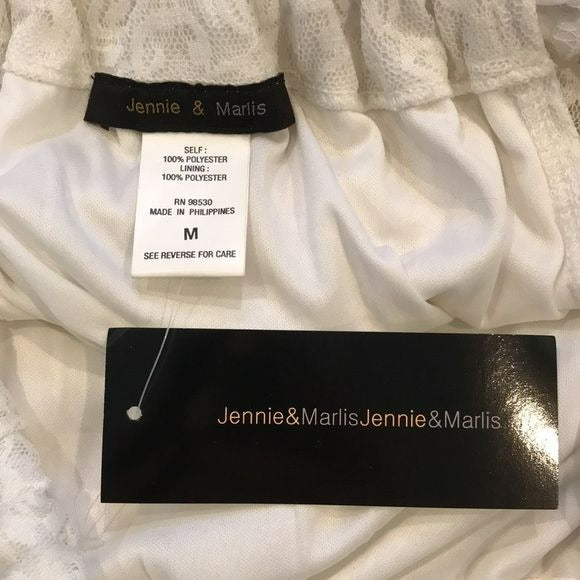 Jennie & Marlis
SELF :
100% POLYESTER
LINING :
100% POLYESTER
RN 98530
MADE IN PHILIPPINES
M
SEE REVERSE FOR CARE
Jennie&MarlisJennie&Marlis